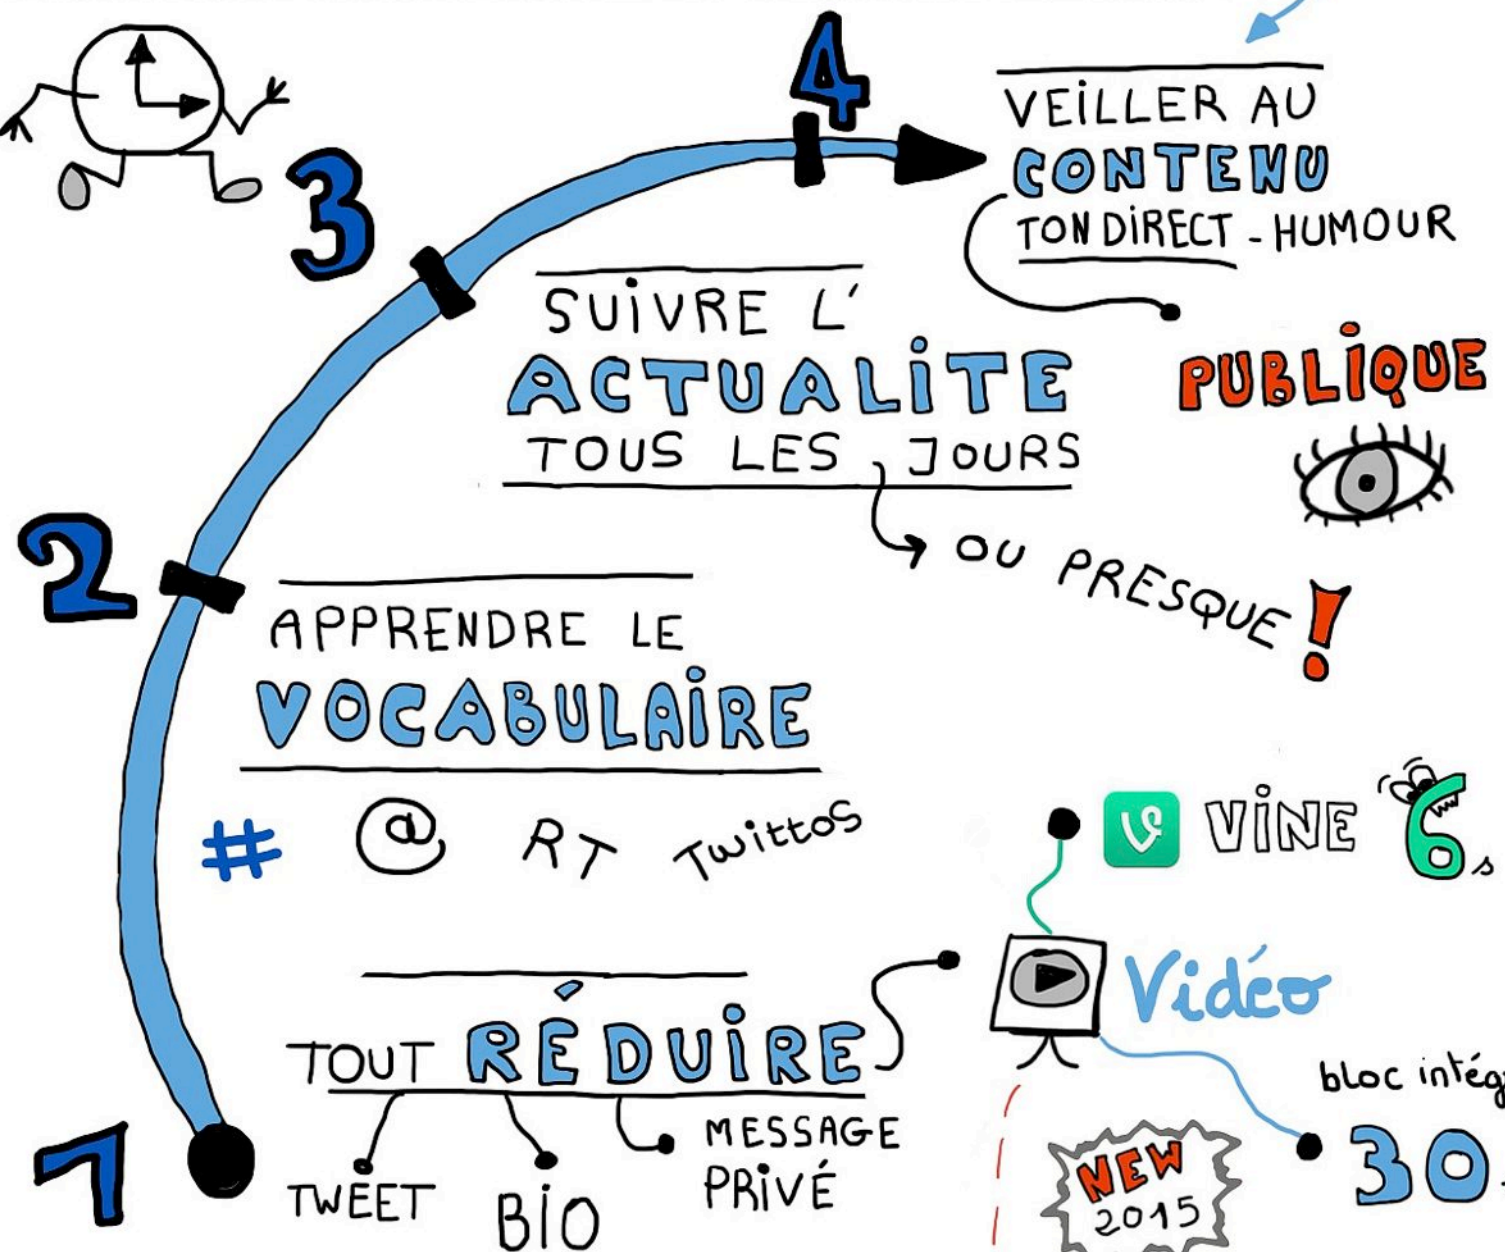 4
VEILLER AU
CONTENU
TON DIRECT - HUMOUR
PUBLIQUE
3
SUIVRE L'
ACTUALITE
TOUS LES JOURS
OU PRESQUE !
2
APPRENDRE LE
VOCABULAIRE
# @ RT Twittos
VINE 6s
Vidéo
1
TOUT RÉDUIRE
TWEET
BIO
MESSAGE
PRIVÉ
bloc intég
30
NEW
2015